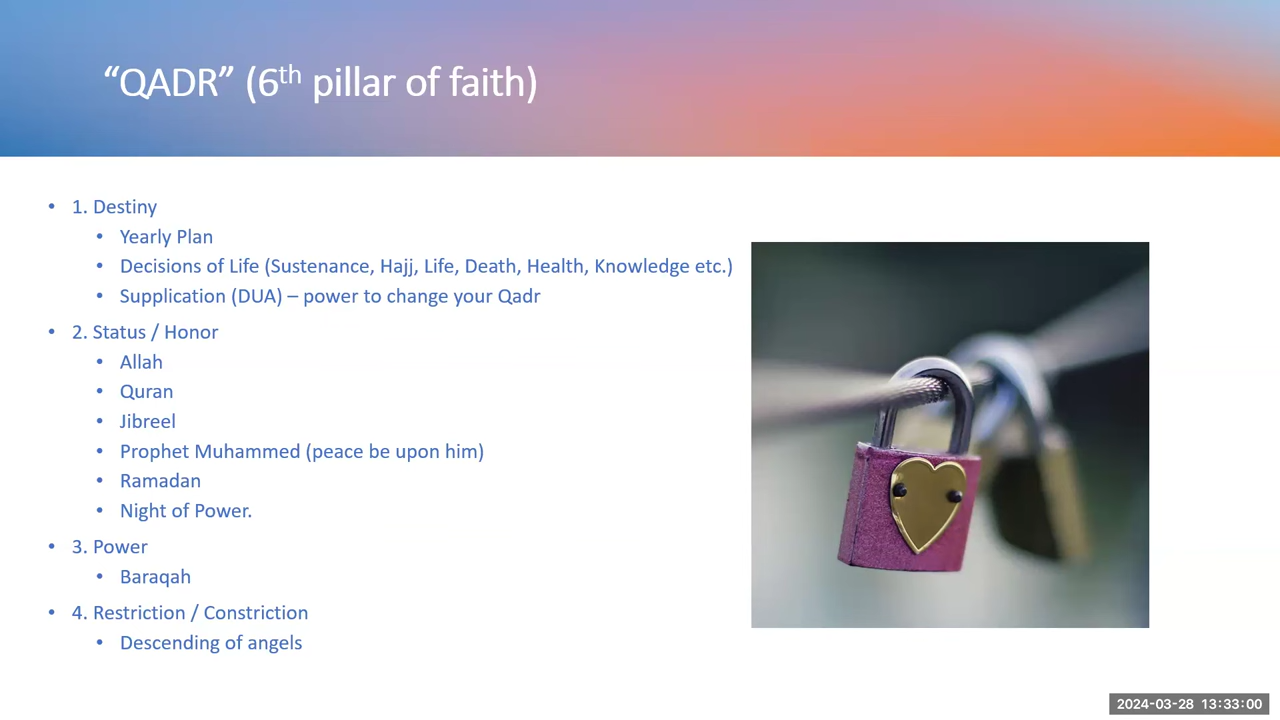 “QADR” (6th pillar of faith)
• 1. Destiny
• Yearly Plan
• Decisions of Life (Sustenance, Hajj, Life, Death, Health, Knowledge etc.)
• Supplication (DUA) – power to change your Qadr
• 2. Status / Honor
• Allah
• Quran
• Jibreel
• Prophet Muhammed (peace be upon him)
• Ramadan
• Night of Power.
• 3. Power
• Baraqah
• 4. Restriction / Constriction
• Descending of angels
2024-03-28 13:33:00